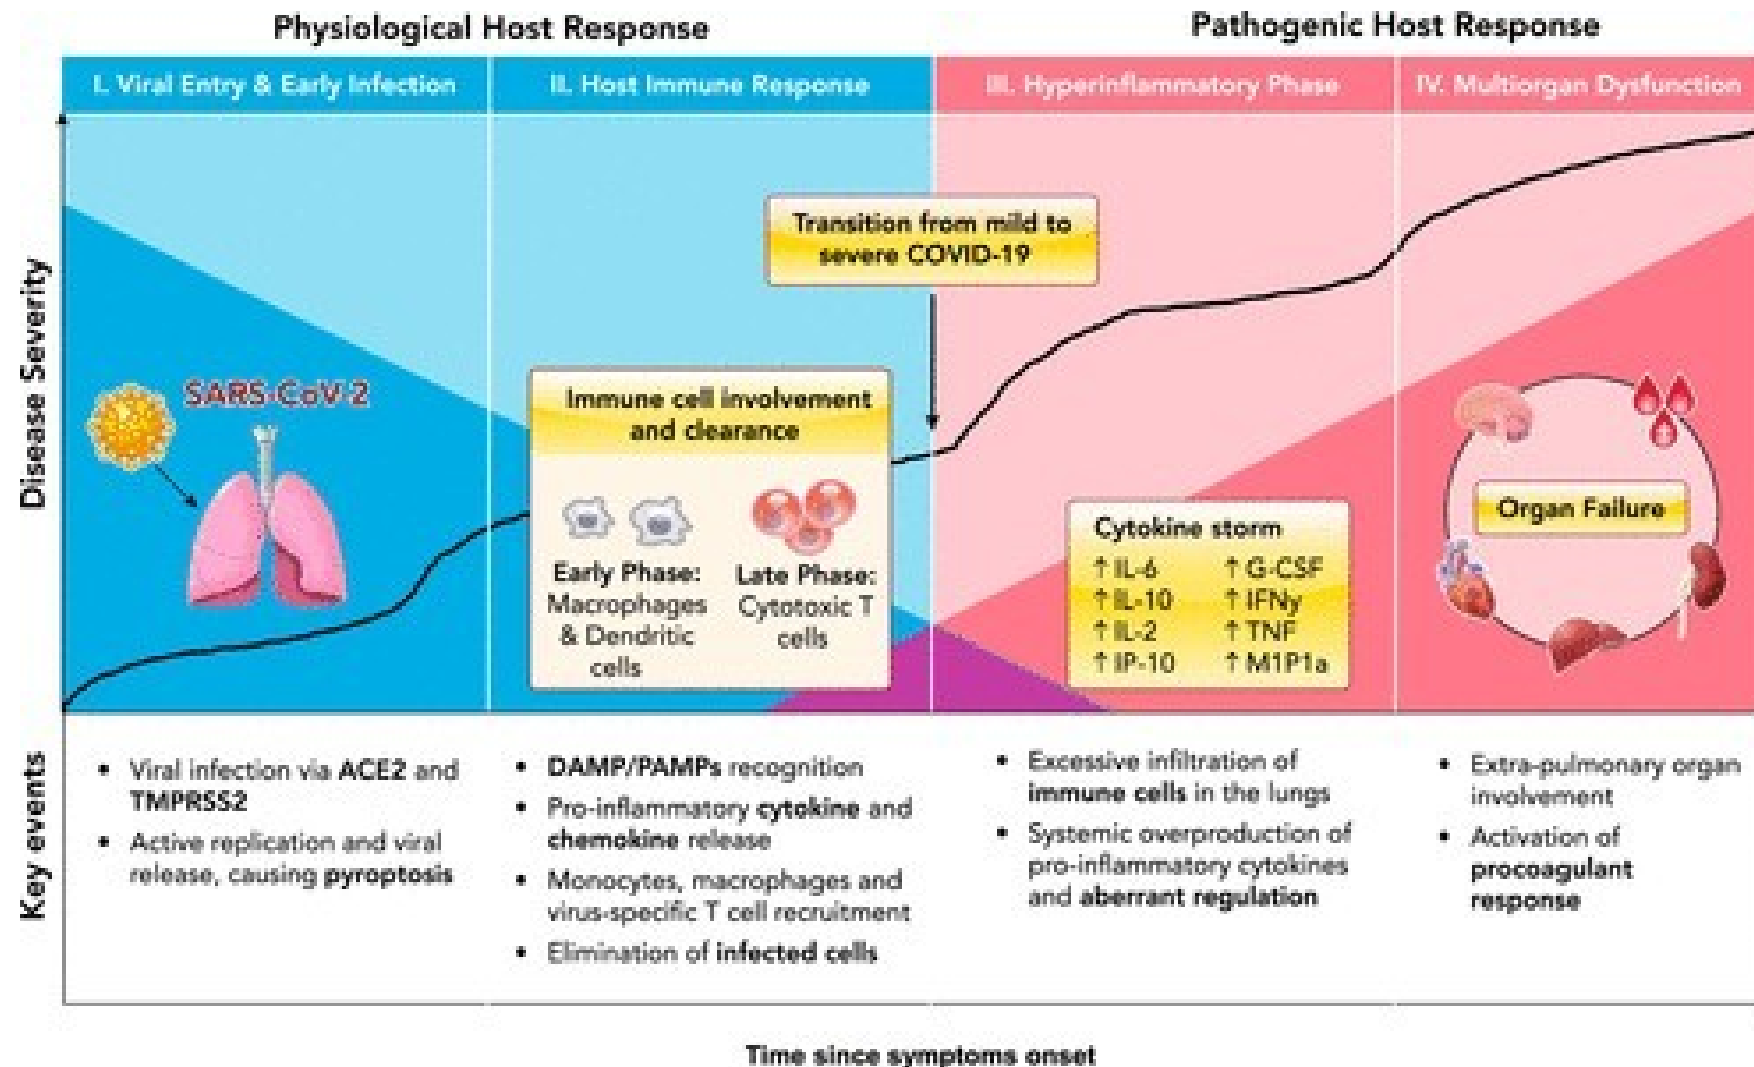 Physiological Host Response
Pathogenic Host Response
I. Viral Entry & Early Infection
II. Host Immune Response
III. Hyperinflammatory Phase
IV. Multiorgan Dysfunction
Disease Severity
Transition from mild to
severe COVID-19
SARS-CoV-2
Immune cell involvement
and clearance
Early Phase:
Macrophages
& Dendritic
cells
Late Phase:
Cytotoxic T
cells
Cytokine storm
↑ IL-6
↑ G-CSF
↑ IL-10
↑ IFNy
↑ IL-2
↑ TNF
↑ IP-10
↑ M1P1a
Organ Failure
Key events
• Viral infection via ACE2 and
TMPRSS2
• Active replication and viral
release, causing pyroptosis
• DAMP/PAMPs recognition
• Pro-inflammatory cytokine and
chemokine release
• Monocytes, macrophages and
virus-specific T cell recruitment
• Elimination of infected cells
• Excessive infiltration of
immune cells in the lungs
• Systemic overproduction of
pro-inflammatory cytokines
and aberrant regulation
• Extra-pulmonary organ
involvement
• Activation of
procoagulant
response
Time since symptoms onset